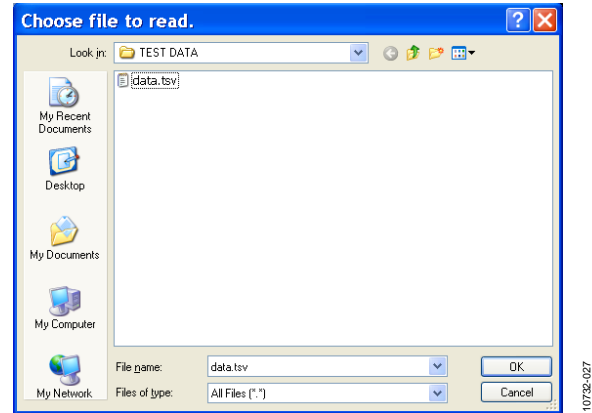 Choose file to read.
Look in: TEST DATA
data.tsv
My Recent
Documents
Desktop
My Documents
My Computer
My Network
File name: data.tsv OK
Files of type: All Files (*.*) Cancel
10732-027